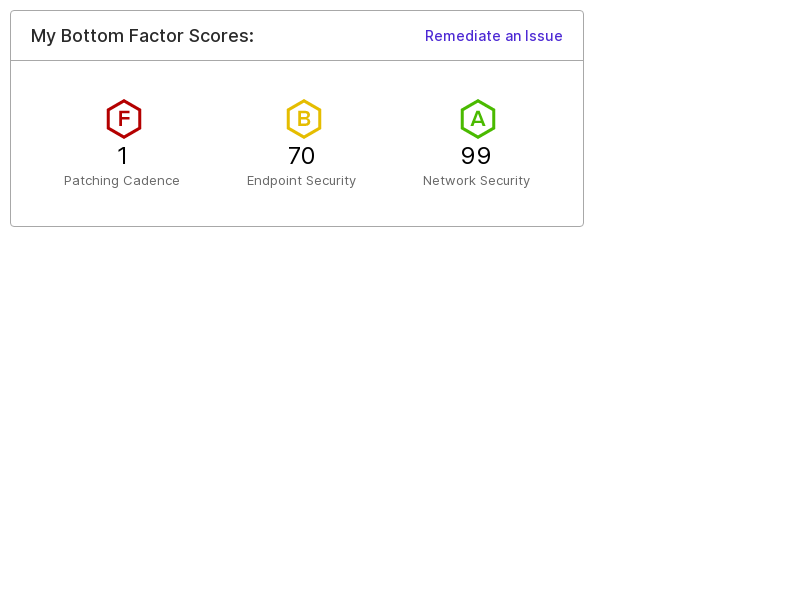 My Bottom Factor Scores:
Remediate an Issue
F
B
A
1
70
99
Patching Cadence
Endpoint Security
Network Security